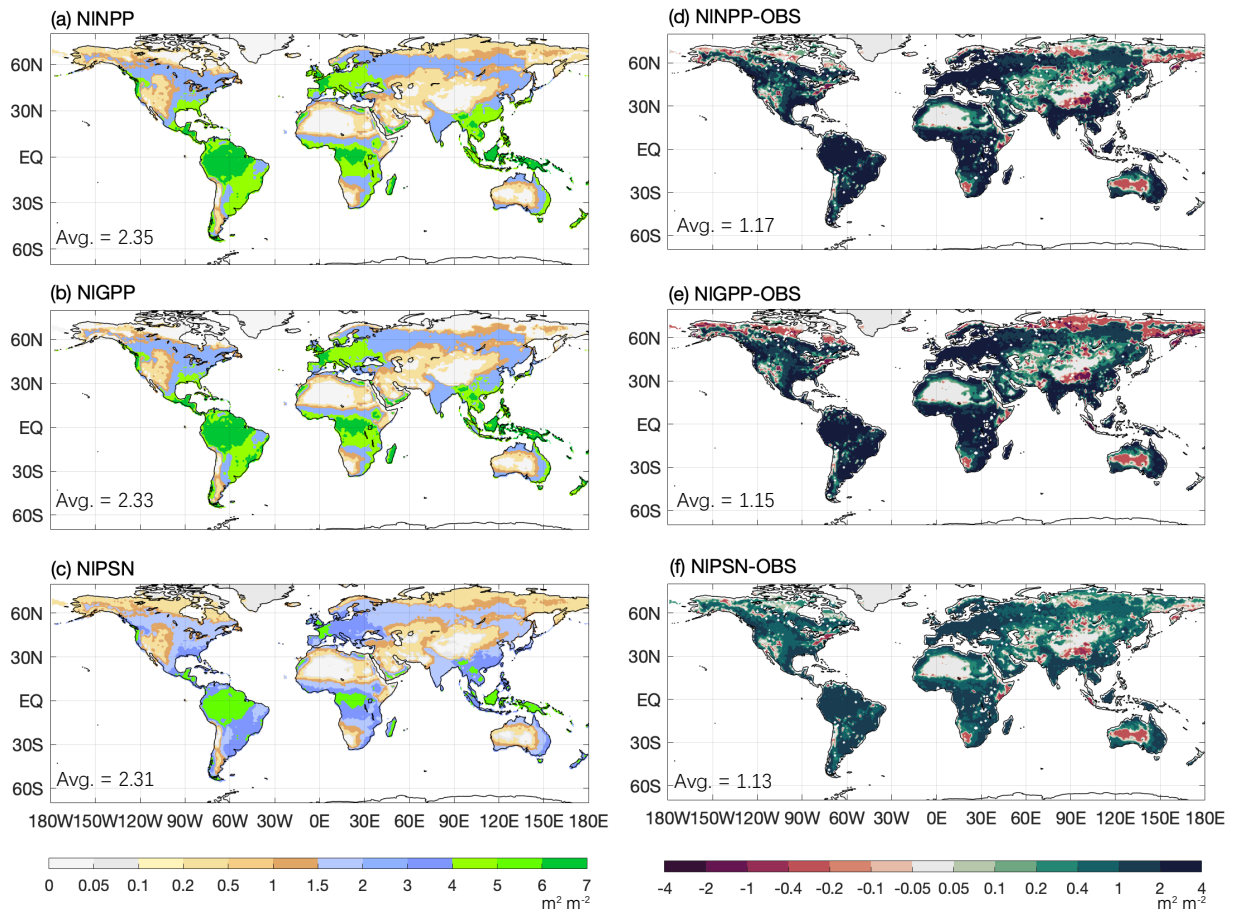 (a) NINPP
60N
30N
EQ
30S
60S
Avg. = 2.35
(b) NIGPP
60N
30N
EQ
30S
60S
Avg. = 2.33
(c) NIPSN
60N
30N
EQ
30S
60S
Avg. = 2.31
180W150W120W 90W 60W 30W 0E 30E 60E 90E 120E 150E 180E
0 0.05 0.1 0.2 0.5 1 1.5 2 3 4 5 6 7
m² m⁻²
(d) NINPP-OBS
60N
30N
EQ
30S
60S
Avg. = 1.17
(e) NIGPP-OBS
60N
30N
EQ
30S
60S
Avg. = 1.15
(f) NIPSN-OBS
60N
30N
EQ
30S
60S
Avg. = 1.13
180W150W120W 90W 60W 30W 0E 30E 60E 90E 120E 150E 180E
-4 -2 -1 -0.4 -0.2 -0.1 -0.05 0.05 0.1 0.2 0.4 1 2 4
m² m⁻²